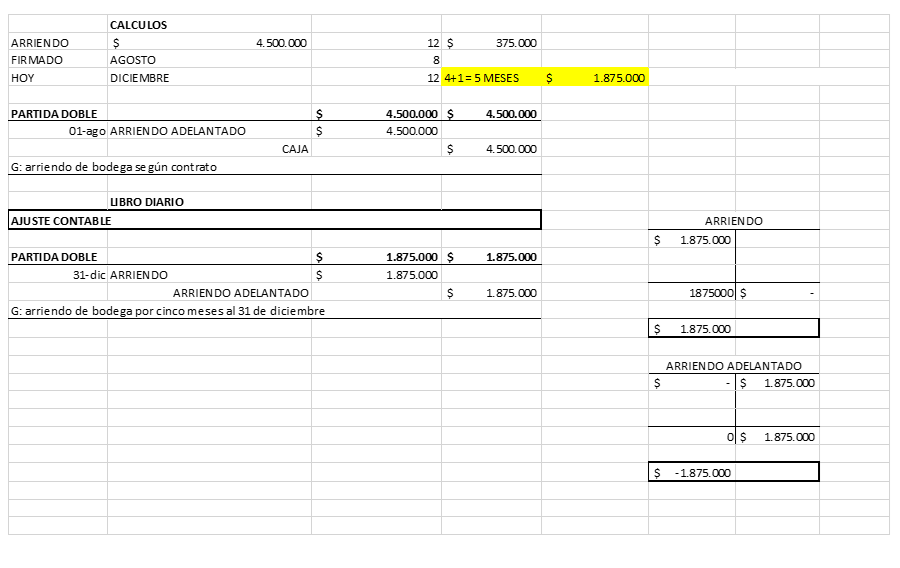 CALCULOS
ARRIENDO $ 4.500.000 12 $ 375.000
FIRMADO AGOSTO 8
HOY DICIEMBRE 12 4+1= 5 MESES $ 1.875.000
PARTIDA DOBLE $ 4.500.000 $ 4.500.000
01-ago ARRIENDO ADELANTADO $ 4.500.000
CAJA $ 4.500.000
G: arriendo de bodega según contrato
LIBRO DIARIO
AJUSTE CONTABLE ARRIENDO
$ 1.875.000
PARTIDA DOBLE $ 1.875.000 $ 1.875.000
31-dic ARRIENDO $ 1.875.000
ARRIENDO ADELANTADO $ 1.875.000 1875000 $ -
G: arriendo de bodega por cinco meses al 31 de diciembre
$ 1.875.000
ARRIENDO ADELANTADO
$ - $ 1.875.000
0 $ 1.875.000
$ -1.875.000